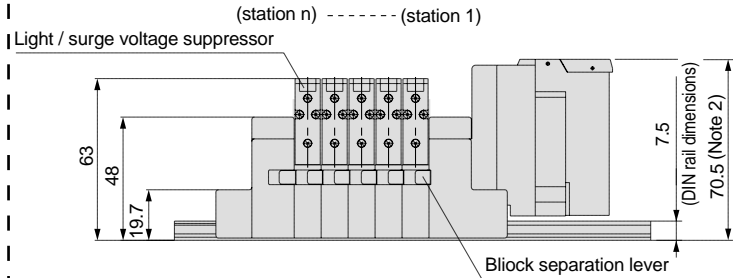 (station n) ------- (station 1)
Light / surge voltage suppressor
63
48
19.7
7.5
(DIN rail dimensions)
70.5 (Note 2)
Bliock separation lever